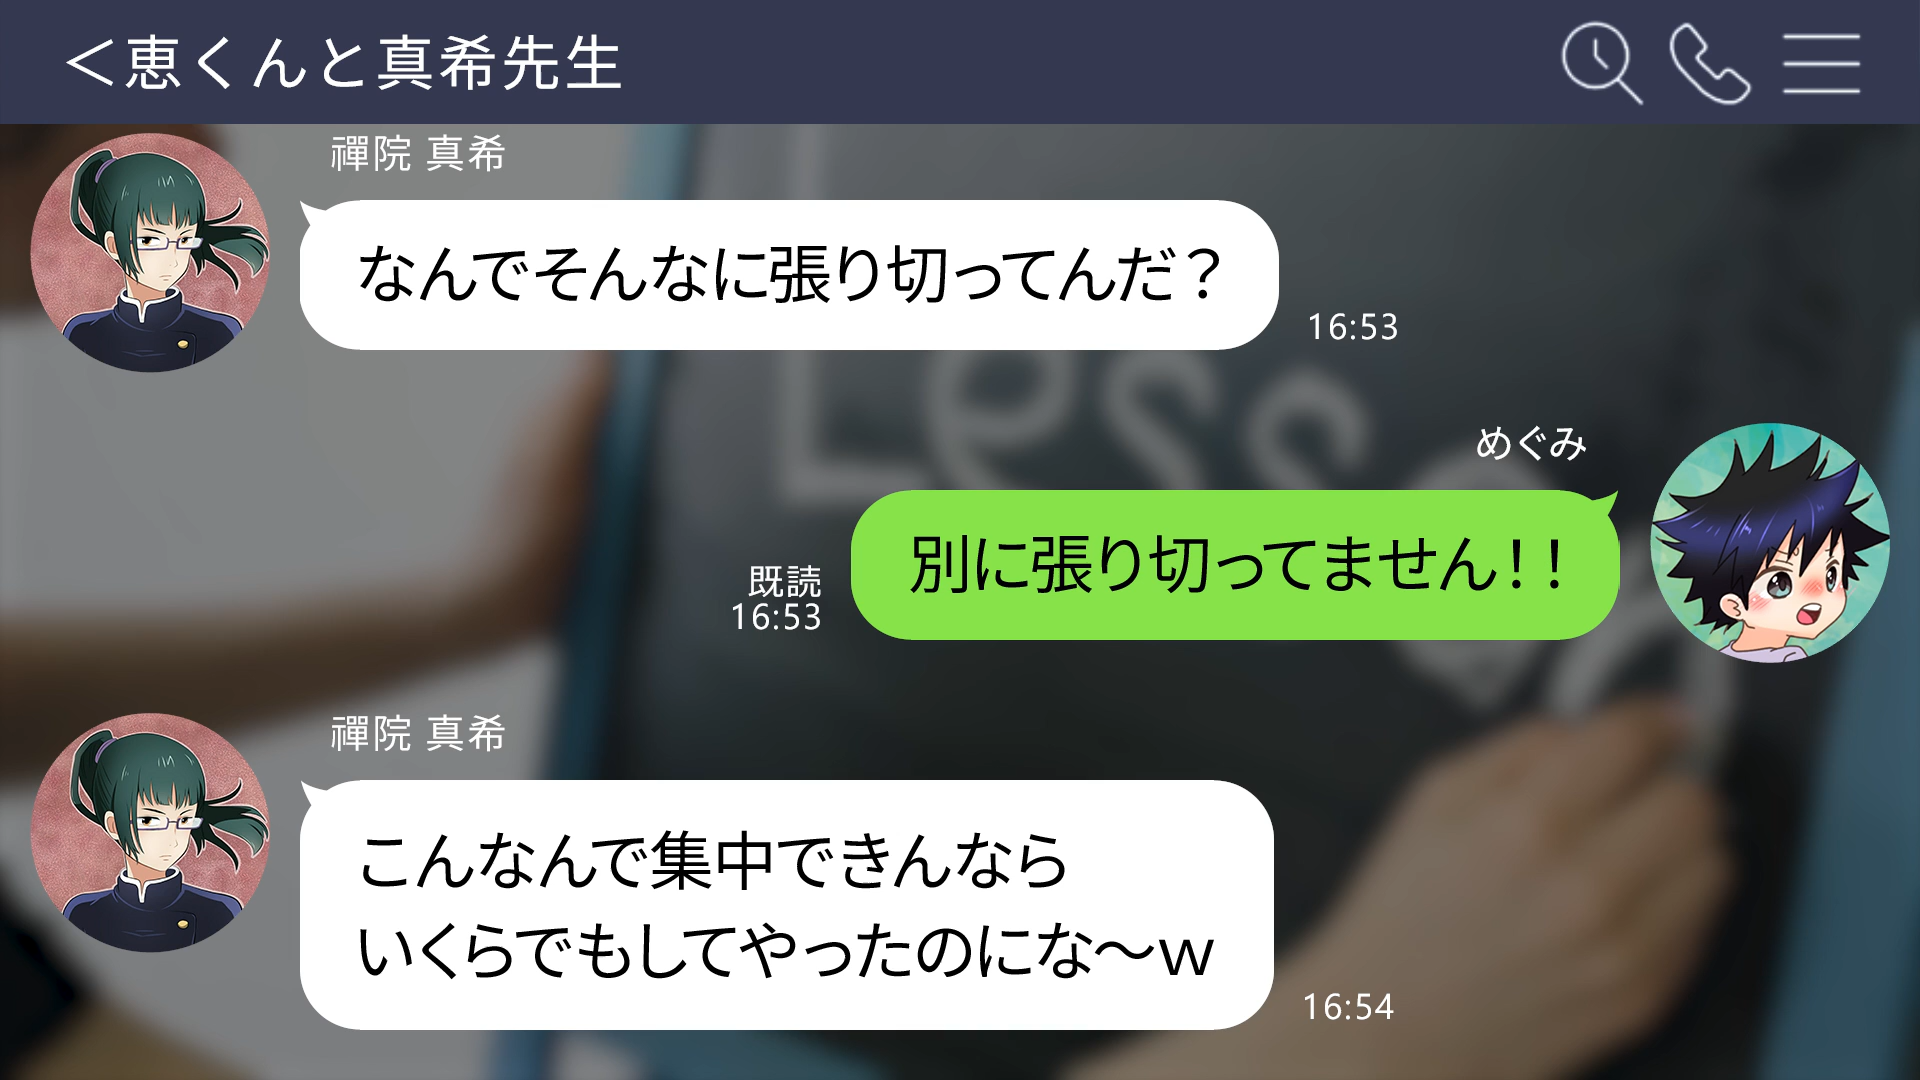 ＜恵くんと真希先生
禪院 真希
なんでそんなに張り切ってんだ？
16:53
めぐみ
別に張り切ってません！！
既読
16:53
禪院 真希
こんなんで集中できんなら
いくらでもしてやったのにな～ｗ
16:54
Lesson